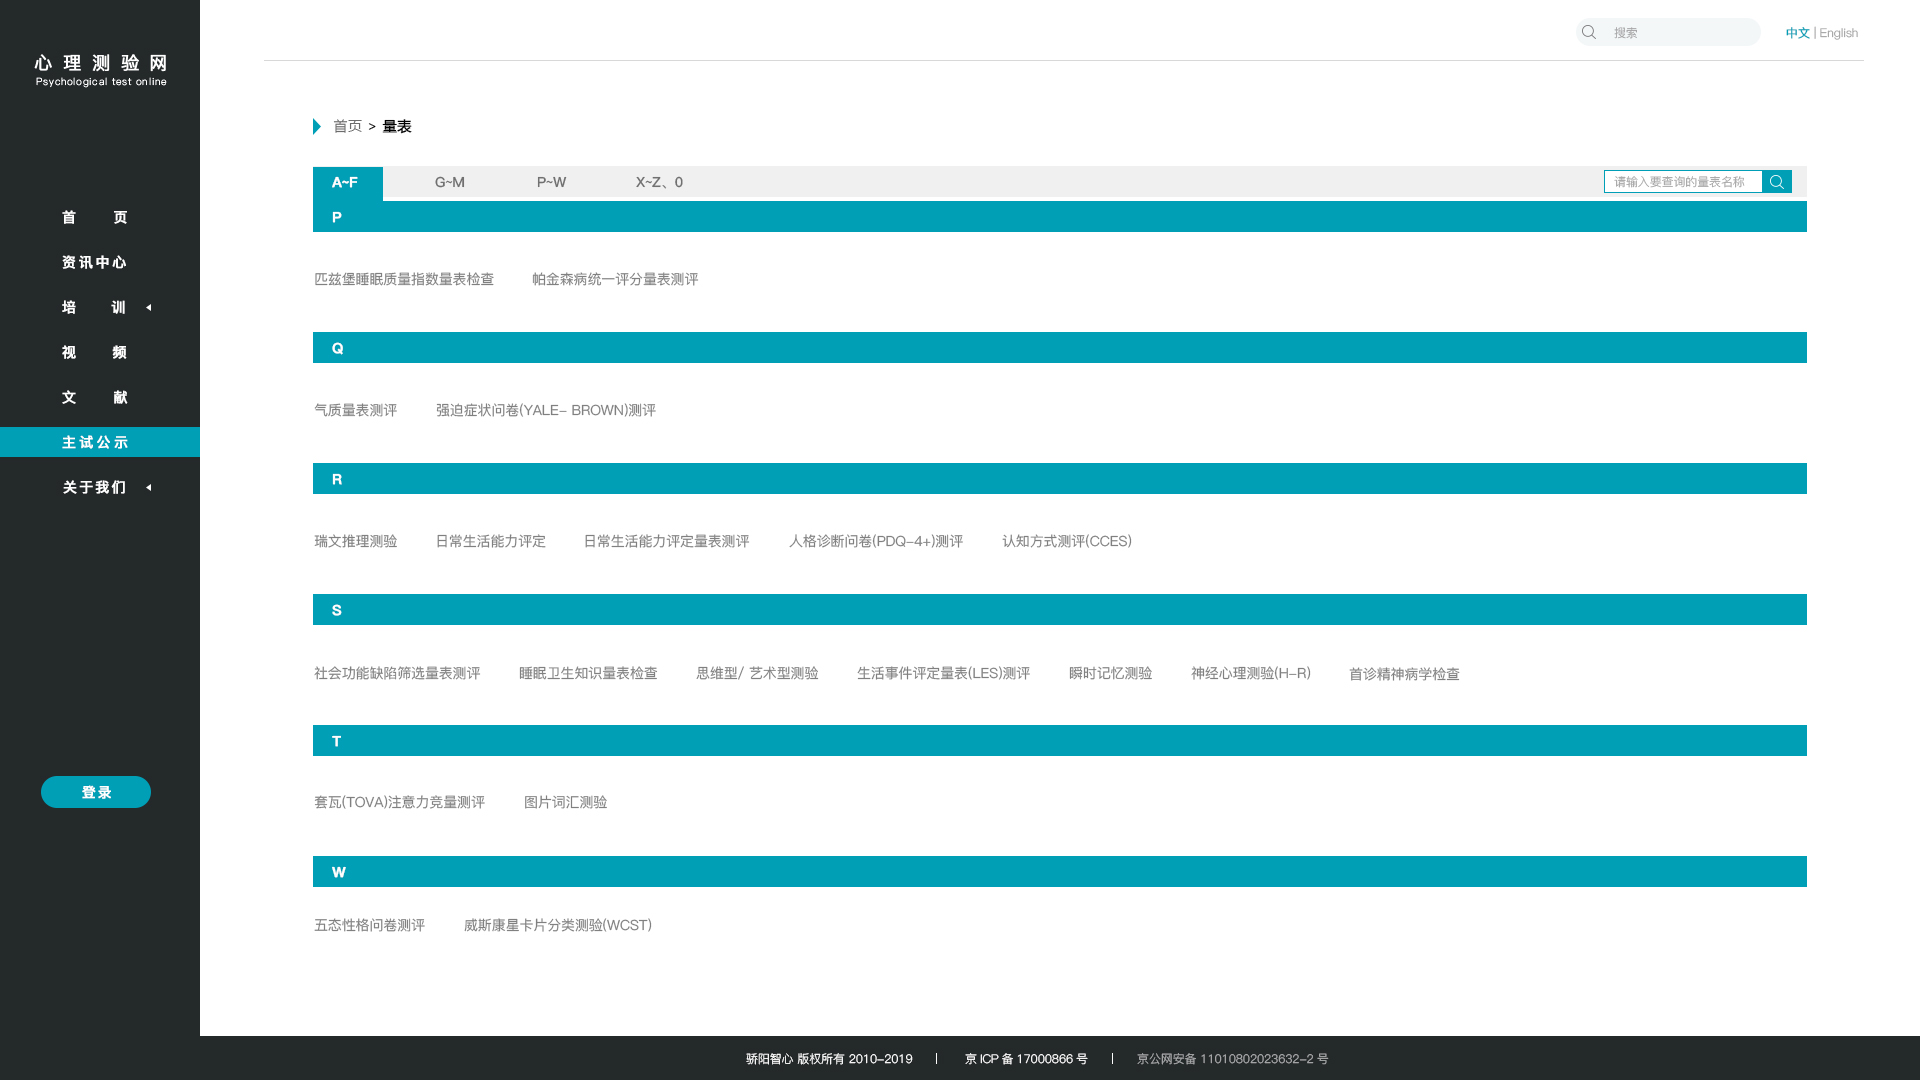 心理测验网
Psychological test online
搜索
中文 | English
首页 > 量表
首 页
资讯中心
培 训
视 频
文 献
主试公示
关于我们
登录
A~F G~M P~W X~Z、0
请输入要查询的量表名称
P
匹兹堡睡眠质量指数量表检查 帕金森病统一评分量表测评
Q
气质量表测评 强迫症状问卷(YALE- BROWN)测评
R
瑞文推理测验 日常生活能力评定 日常生活能力评定量表测评 人格诊断问卷(PDQ-4+)测评 认知方式测评(CCES)
S
社会功能缺陷筛选量表测评 睡眠卫生知识量表检查 思维型/ 艺术型测验 生活事件评定量表(LES)测评 瞬时记忆测验 神经心理测验(H-R) 首诊精神病学检查
T
套瓦(TOVA)注意力竞量测评 图片词汇测验
W
五态性格问卷测评 威斯康星卡片分类测验(WCST)
骄阳智心 版权所有 2010-2019 | 京 ICP 备 17000866 号 | 京公网安备 11010802023632-2 号